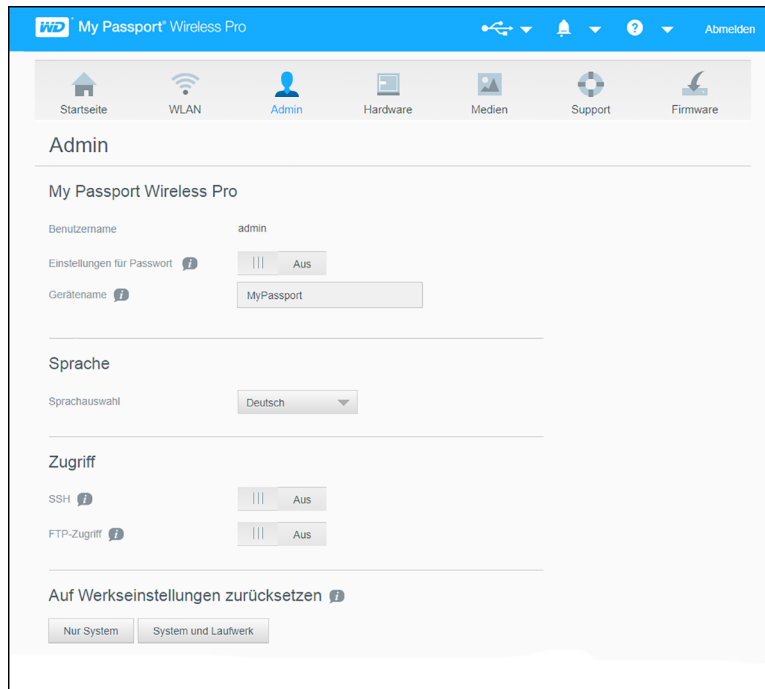 WD My Passport® Wireless Pro
Abmelden
Startseite WLAN Admin Hardware Medien Support Firmware
Admin
My Passport Wireless Pro
Benutzername admin
Einstellungen für Passwort i Aus
Gerätename i MyPassport
Sprache
Sprachauswahl Deutsch
Zugriff
SSH i Aus
FTP-Zugriff i Aus
Auf Werkseinstellungen zurücksetzen i
Nur System System und Laufwerk